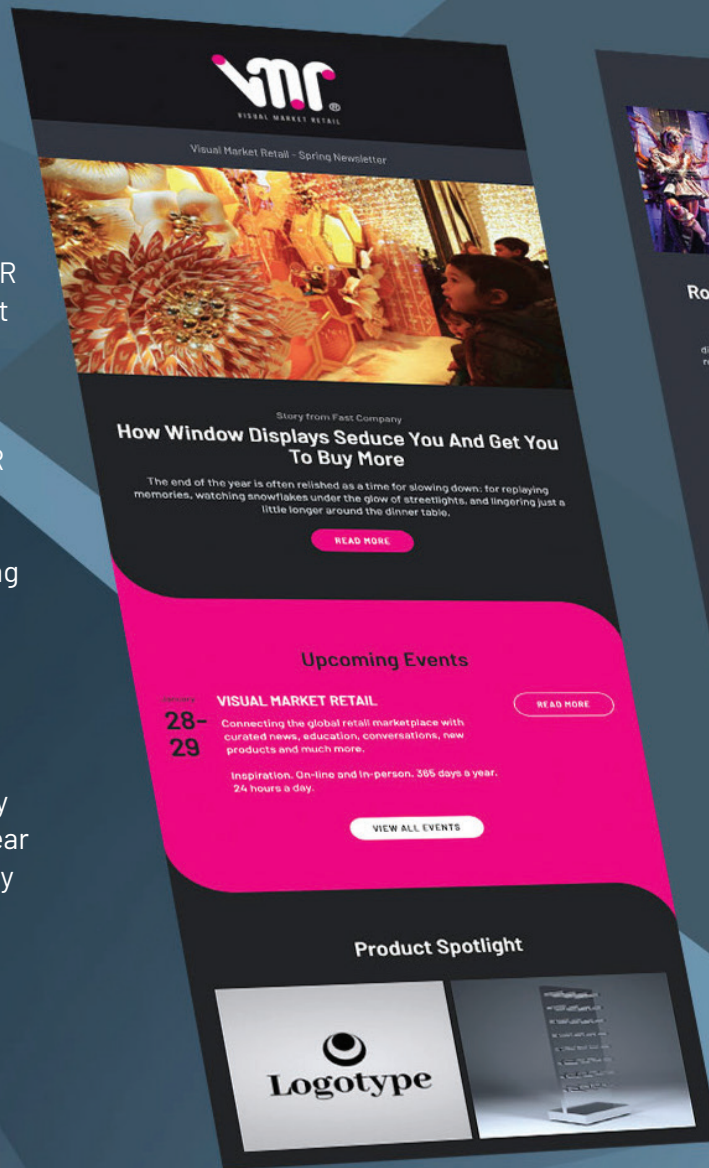 R
t
R
ng
y
ear
y
vmr®
VISUAL MARKET RETAIL
Visual Market Retail - Spring Newsletter
Story from Fast Company
How Window Displays Seduce You And Get You
To Buy More
The end of the year is often relished as a time for slowing down: for replaying
memories, watching snowflakes under the glow of streetlights, and lingering just a
little longer around the dinner table.
READ MORE
Upcoming Events
28-
29
VISUAL MARKET RETAIL
Connecting the global retail marketplace with
curated news, education, conversations, new
products and much more.
Inspiration. On-line and in-person. 365 days a year.
24 hours a day.
READ MORE
VIEW ALL EVENTS
Product Spotlight
Logotype
Ro
di